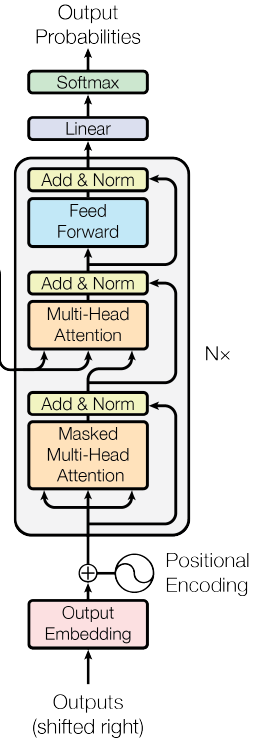 Output
Probabilities
Softmax
Linear
Add & Norm
Feed
Forward
Add & Norm
Multi-Head
Attention
N×
Add & Norm
Masked
Multi-Head
Attention
Positional
Encoding
Output
Embedding
Outputs
(shifted right)